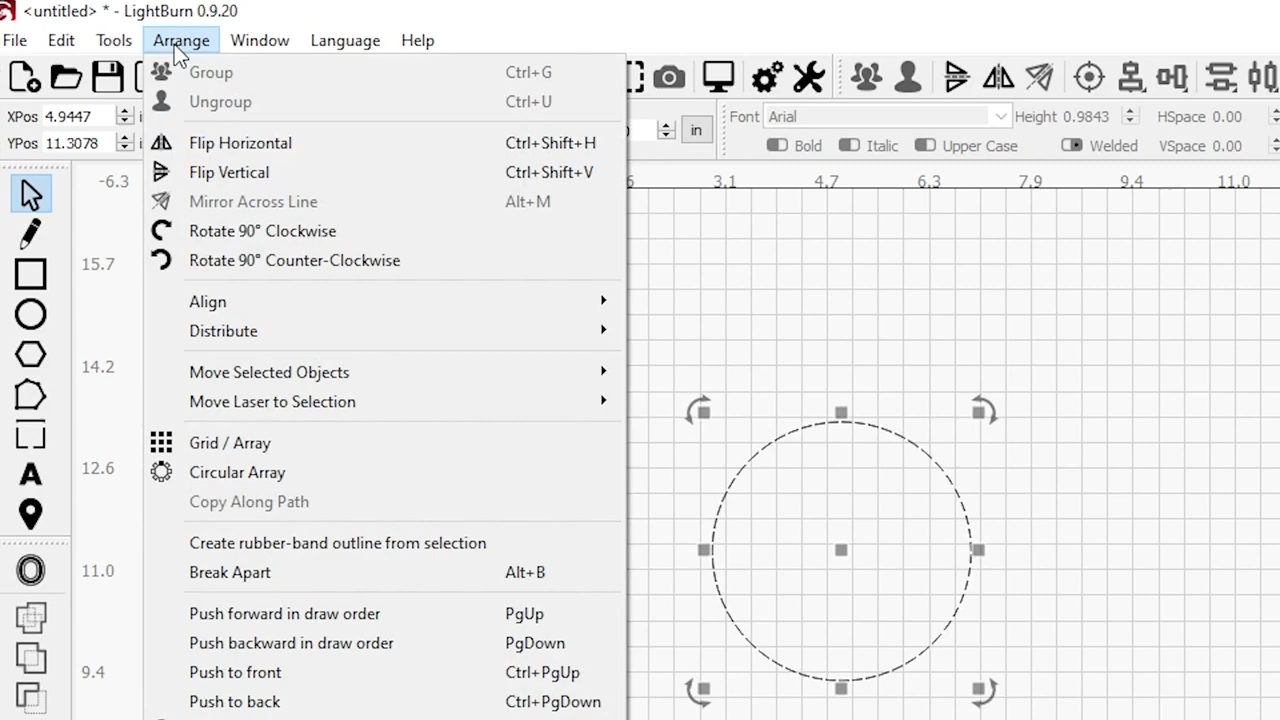 <untitled> * - LightBurn 0.9.20
File Edit Tools Arrange Window Language Help
XPos 4.9447
YPos 11.3078
in
Font Arial Height 0.9843 HSpace 0.00
Bold Italic Upper Case Welded VSpace 0.00
Group Ctrl+G
Ungroup Ctrl+U
Flip Horizontal Ctrl+Shift+H
Flip Vertical Ctrl+Shift+V
Mirror Across Line Alt+M
Rotate 90° Clockwise
Rotate 90° Counter-Clockwise
Align
Distribute
Move Selected Objects
Move Laser to Selection
Grid / Array
Circular Array
Copy Along Path
Create rubber-band outline from selection
Break Apart Alt+B
Push forward in draw order PgUp
Push backward in draw order PgDown
Push to front Ctrl+PgUp
Push to back Ctrl+PgDown
-6.3 3.1 4.7 6.3 7.9 9.4 11.0
15.7
14.2
12.6
11.0
9.4